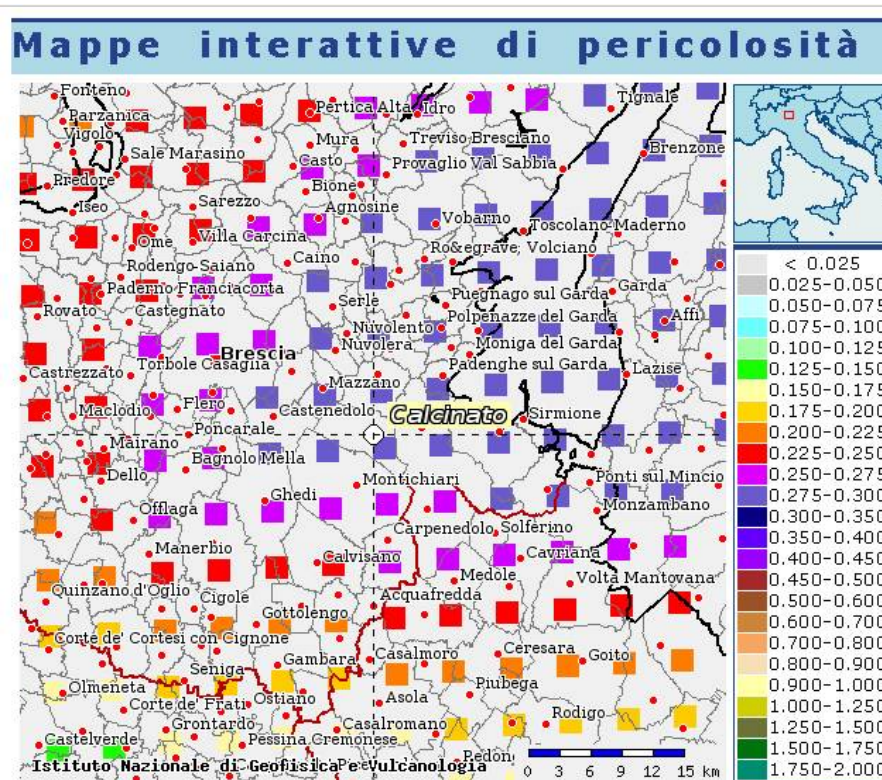 Mappe interattive di pericolosità
Fonteno
Pertica Alta Idro
Tignale
Parzanica
Vigolo
Mura
Treviso Bresciano
Brenzone
Sale Marasino
Casto
Provaglio Val Sabbia
Predore
Bione
Iseo
Sarezzo
Agnosine
Vobarno
Toscolano-Maderno
Ome
Villa Carcina
Caino
Ro&egrave; Volciano
Rodengo-Saiano
Paderno Franciacorta
Puegnago sul Garda
Garda
Rovato
Castegnato
Serle
Polpenazze del Garda
Affi
Nuvolento
Nuvolera
Moniga del Garda
Brescia
Castrezzato
Torbole Casaglia
Padenghe sul Garda
Lazise
Mazzano
Maclodio
Flero
Castenedolo
Calcinato
Sirmione
Poncarale
Mairano
Bagnolo Mella
Dello
Montichiari
Ponti sul Mincio
Ghedi
Offlaga
Carpenedolo
Solferino
Monzambano
Manerbio
Calvisano
Cavriana
Medole
Volta Mantovana
Quinzano d'Oglio
Cigole
Gottolengo
Acquafredda
Corte de' Cortesi con Cignone
Gambara
Casalmoro
Ceresara
Goito
Seniga
Olmeneta
Ostiano
Asola
Piubega
Corte de' Frati
Grontardo
Casalromano
Rodigo
Castelverde
Pessina Cremonese
Istituto Nazionale di Geofisica e Vulcanologia
0 3 6 9 12 15 km
< 0.025
0.025-0.050
0.050-0.075
0.075-0.100
0.100-0.125
0.125-0.150
0.150-0.175
0.175-0.200
0.200-0.225
0.225-0.250
0.250-0.275
0.275-0.300
0.300-0.350
0.350-0.400
0.400-0.450
0.450-0.500
0.500-0.600
0.600-0.700
0.700-0.800
0.800-0.900
0.900-1.000
1.000-1.250
1.250-1.500
1.500-1.750
1.750-2.000